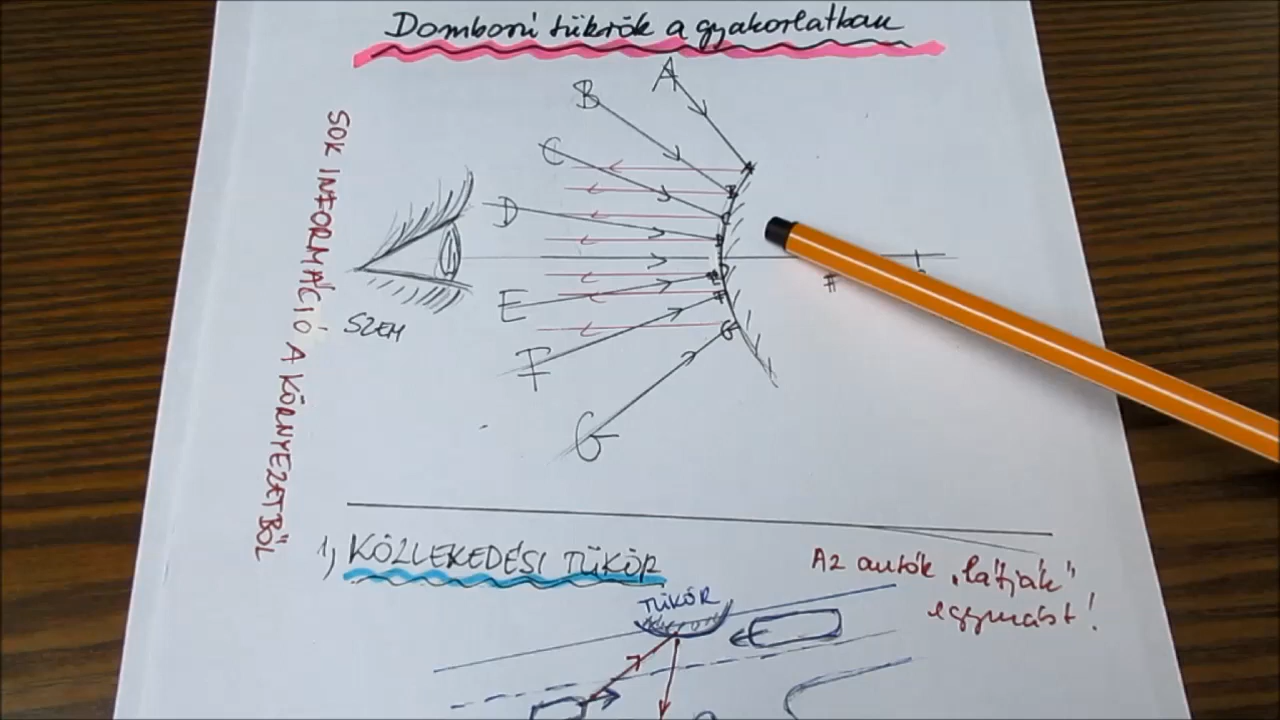 Domború tükrök a gyakorlatban
A
B
C
D
E
F
G
SZEM
F
SOK INFORMÁCIÓ A KÖRNYEZETBŐL
1, KÖZLEKEDÉSI TÜKÖR
Az autók „látják”
egymást!
TÜKÖR